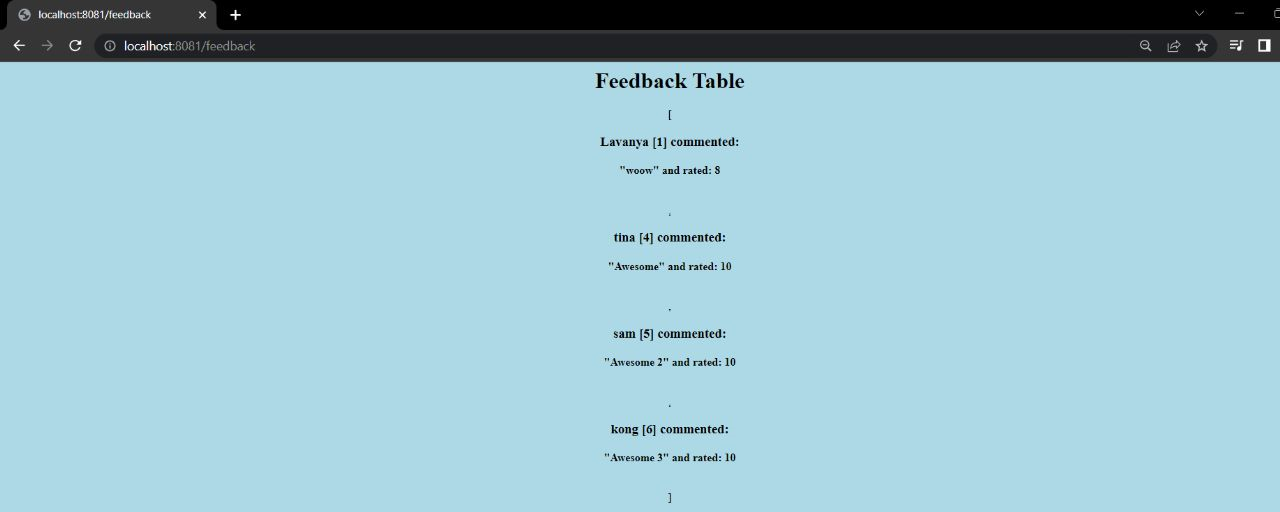 localhost:8081/feedback
localhost:8081/feedback
Feedback Table
[
Lavanya [1] commented:
"woow" and rated: 8
,
tina [4] commented:
"Awesome" and rated: 10
,
sam [5] commented:
"Awesome 2" and rated: 10
,
kong [6] commented:
"Awesome 3" and rated: 10
]